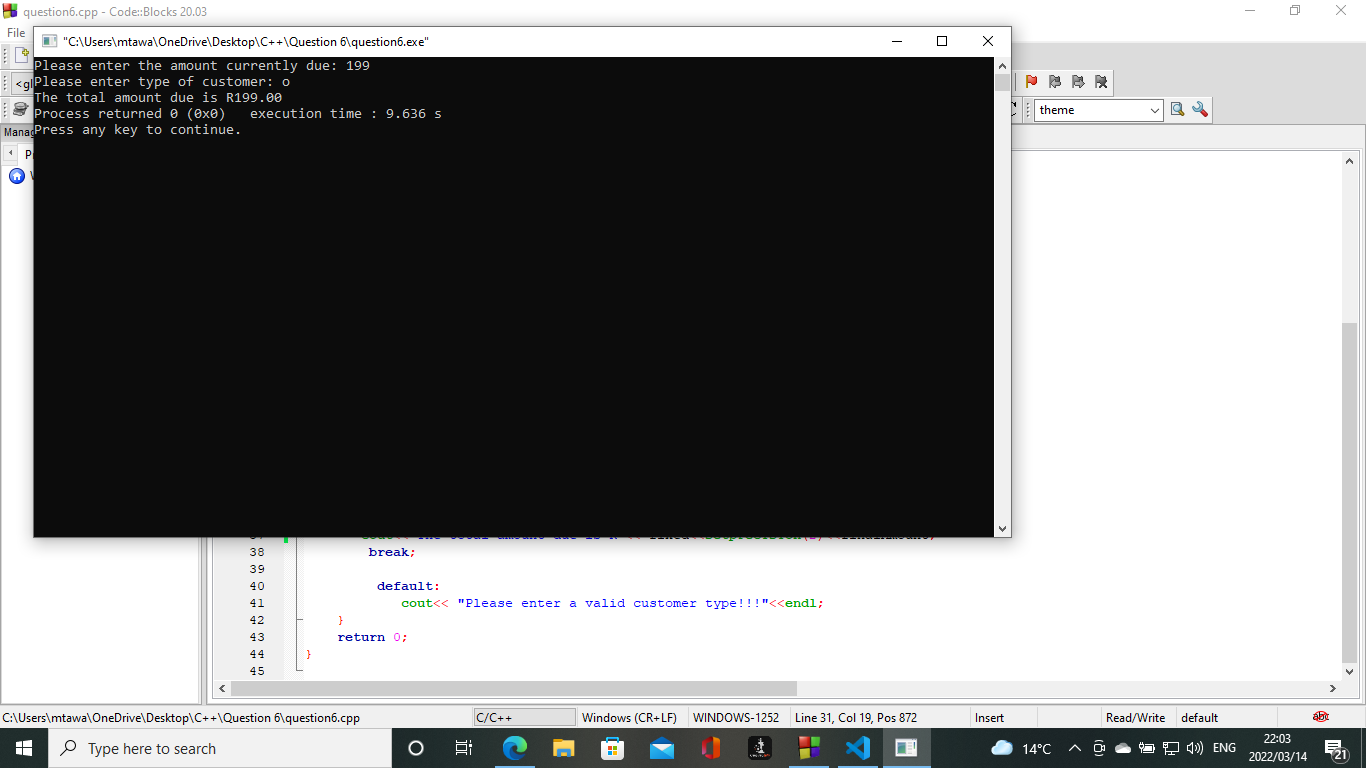 question6.cpp - Code::Blocks 20.03
File
"C:\Users\mtawa\OneDrive\Desktop\C++\Question 6\question6.exe"
Please enter the amount currently due: 199
Please enter type of customer: o
The total amount due is R199.00
Process returned 0 (0x0)   execution time : 9.636 s
Press any key to continue.
<gl
theme
Manag
38 break;
39
40 default:
41 cout<< "Please enter a valid customer type!!!"<<endl;
42 }
43 return 0;
44 }
45
C:\Users\mtawa\OneDrive\Desktop\C++\Question 6\question6.cpp
C/C++
Windows (CR+LF)
WINDOWS-1252
Line 31, Col 19, Pos 872
Insert
Read/Write
default
abc
Type here to search
14°C
ENG
22:03
2022/03/14
21